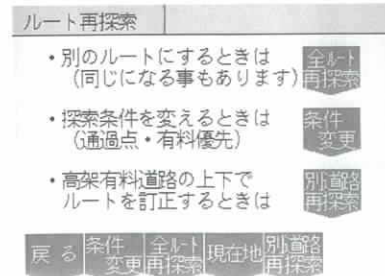 ルート再探索
・別のルートにするときは
（同じになる事もあります）
全ルート
再探索
・探索条件を変えるときは
（通過点・有料優先）
条件
変更
・高架有料道路の上下で
ルートを訂正するときは
別道路
再探索
戻る
条件
変更
全ルート
再探索
現在地
別道路
再探索